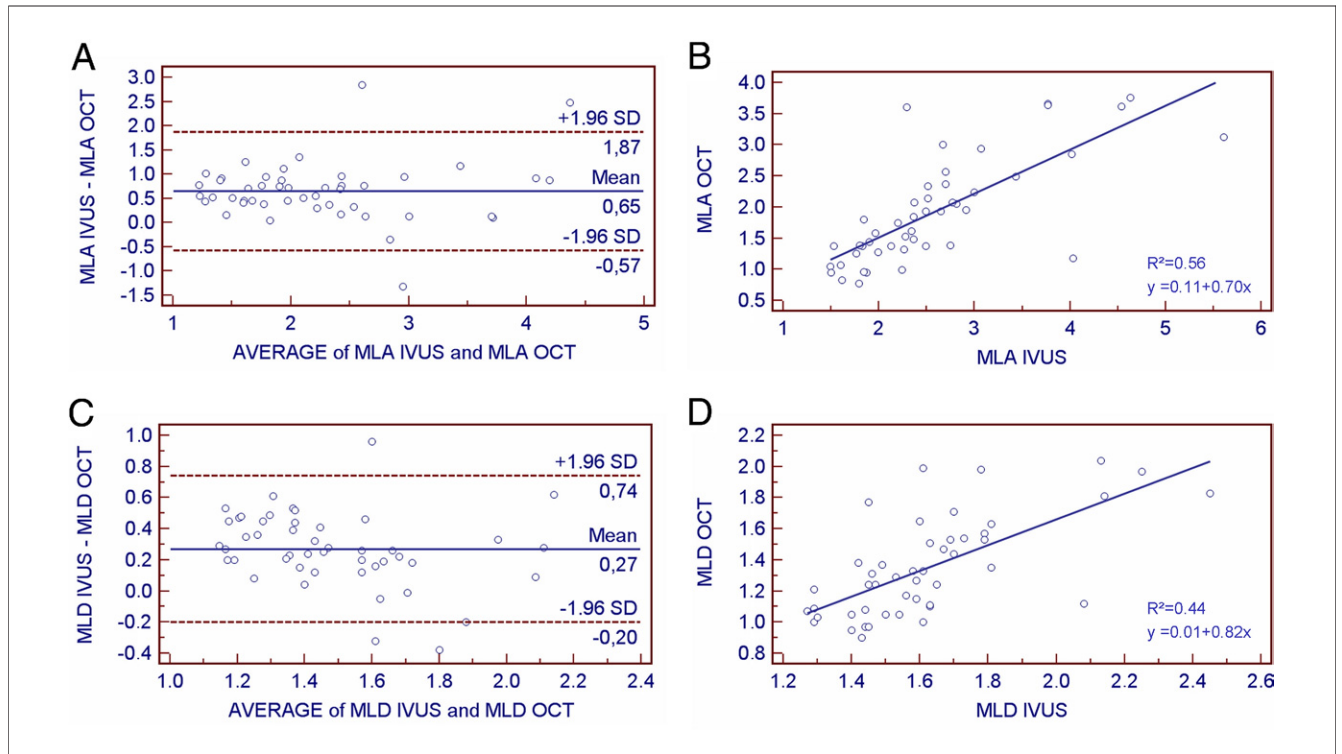 A
MLA IVUS - MLA OCT
3.0
2.5
2.0
1.5
1.0
0.5
0.0
-0.5
-1.0
-1.5
+1.96 SD
1,87
Mean
0,65
-1.96 SD
-0,57
1 2 3 4 5
AVERAGE of MLA IVUS and MLA OCT
B
MLA OCT
4.0
3.5
3.0
2.5
2.0
1.5
1.0
0.5
R²=0.56
y =0.11+0.70x
1 2 3 4 5 6
MLA IVUS
C
MLD IVUS - MLD OCT
1.0
0.8
0.6
0.4
0.2
0.0
-0.2
-0.4
+1.96 SD
0,74
Mean
0,27
-1.96 SD
-0,20
1.0 1.2 1.4 1.6 1.8 2.0 2.2 2.4
AVERAGE of MLD IVUS and MLD OCT
D
MLD OCT
2.2
2.0
1.8
1.6
1.4
1.2
1.0
0.8
R²=0.44
y =0.01+0.82x
1.2 1.4 1.6 1.8 2.0 2.2 2.4 2.6
MLD IVUS